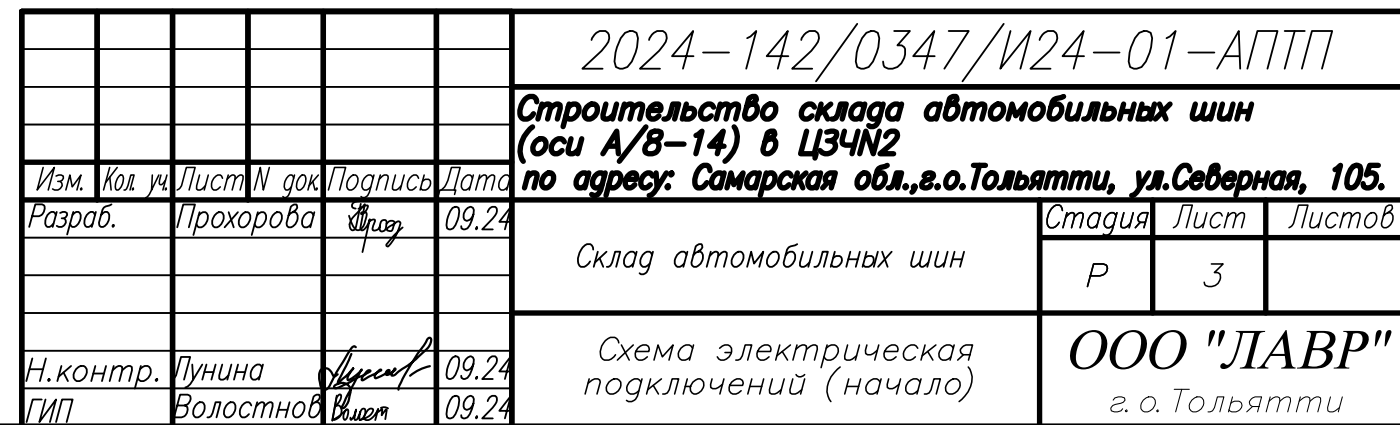 2024-142/0347/И24-01-АПТП
Строительство склада автомобильных шин
(оси А/8-14) в ЦЗЧN2
по адресу: Самарская обл.,г.о.Тольятти, ул.Северная, 105.
Изм. Кол. уч. Лист N док Подпись Дата
Разраб. Прохорова 09.24
Склад автомобильных шин
Стадия Лист Листов
Р 3
Н.контр. Лунина 09.24
ГИП Волостнов 09.24
Схема электрическая
подключений (начало)
ООО "ЛАВР"
г.о.Тольятти